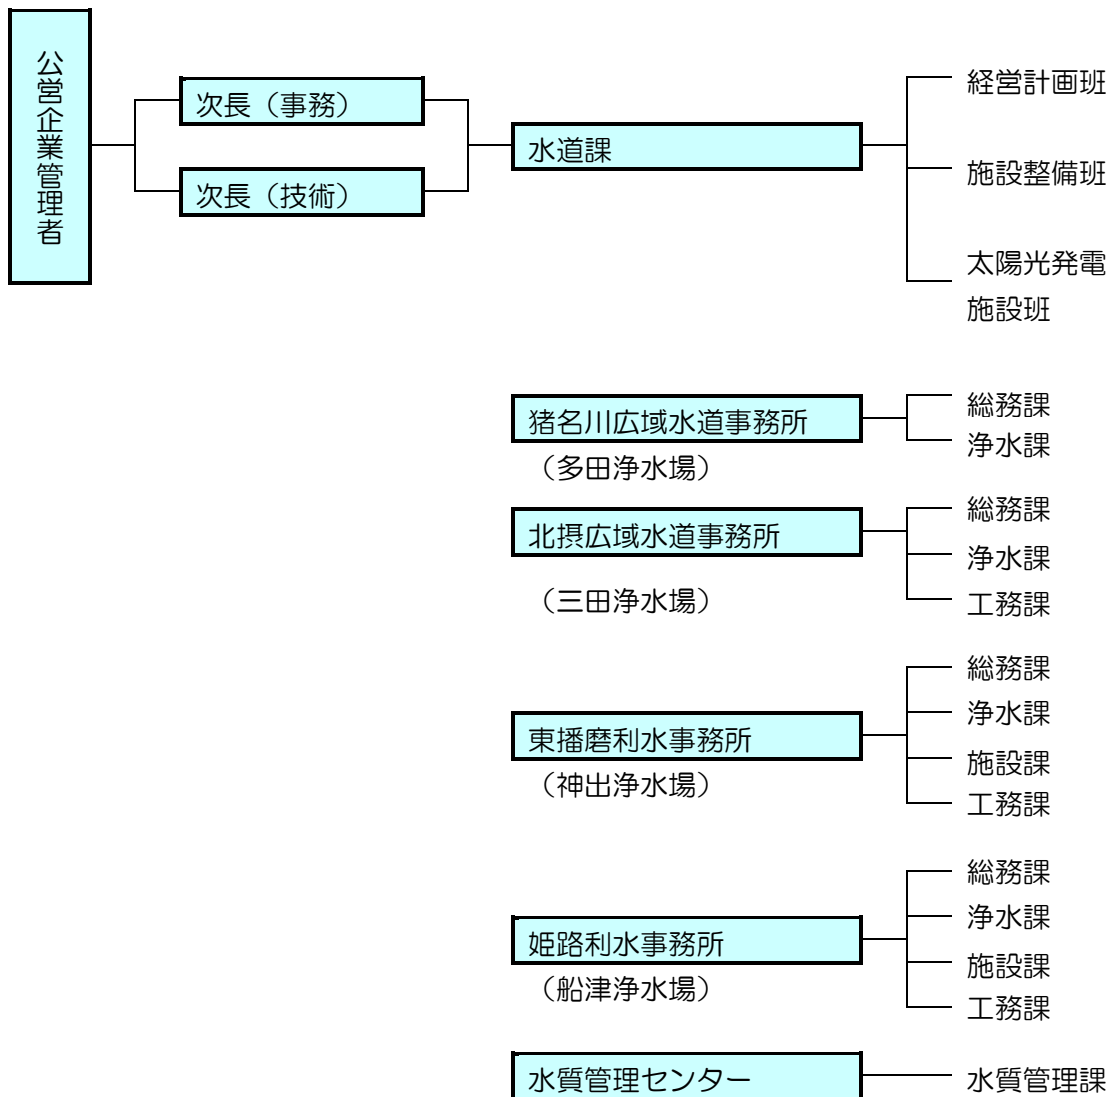 公営企業管理者
次長（事務）
次長（技術）
水道課
経営計画班
施設整備班
太陽光発電
施設班
猪名川広域水道事務所
（多田浄水場）
総務課
浄水課
北摂広域水道事務所
（三田浄水場）
総務課
浄水課
工務課
東播磨利水事務所
（神出浄水場）
総務課
浄水課
施設課
工務課
姫路利水事務所
（船津浄水場）
総務課
浄水課
施設課
工務課
水質管理センター
水質管理課